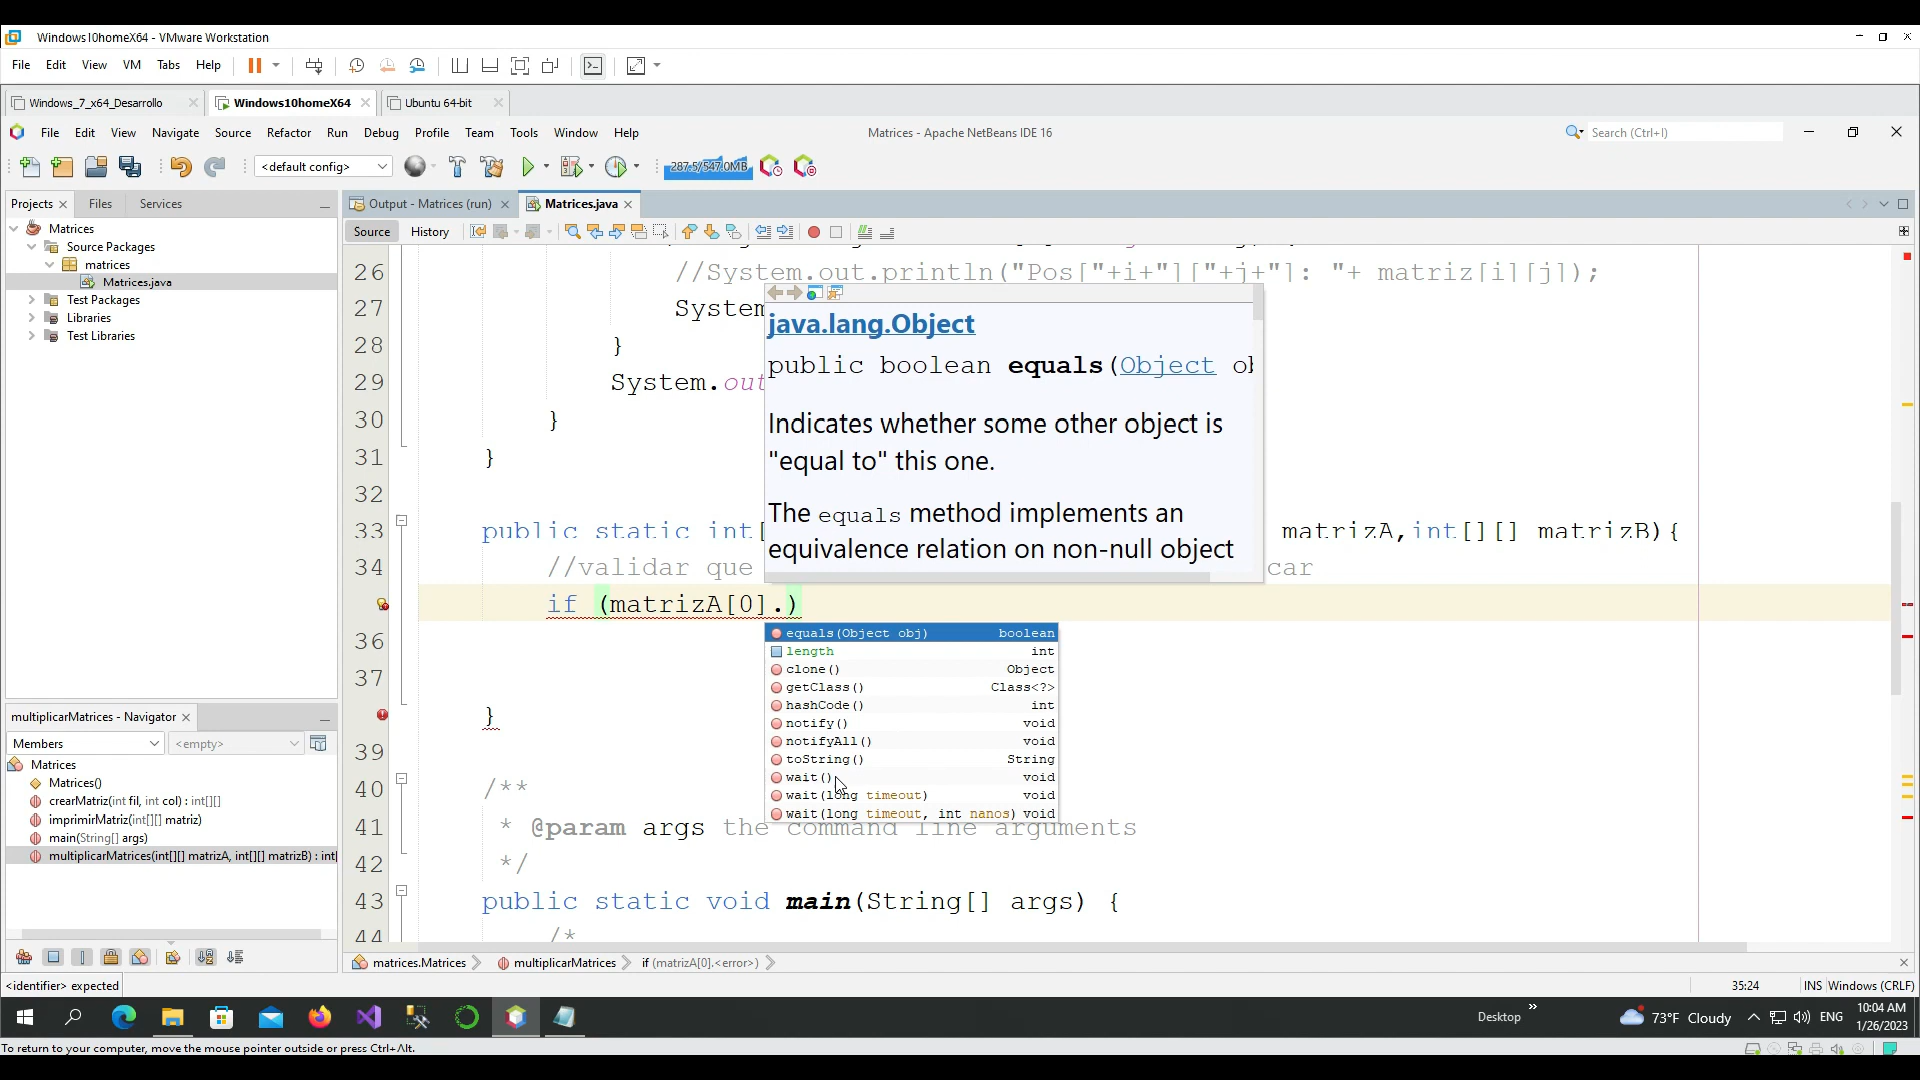 Windows10homeX64 - VMware Workstation
File Edit View VM Tabs Help
Windows_7_x64_Desarrollo Windows10homeX64 Ubuntu 64-bit
File Edit View Navigate Source Refactor Run Debug Profile Team Tools Window Help Matrices - Apache NetBeans IDE 16 Search (Ctrl+I)
<default config> 287.5/547.0MB
Projects Files Services
Output - Matrices (run) Matrices.java
Source History
Matrices
Source Packages
matrices
Matrices.java
Test Packages
Libraries
Test Libraries
26 //System.out.println("Pos["+i+"]["+j+"]: "+ matriz[i][j]);
27 System
28 }
29 System.out
30 }
31 }
32
33 public static int[ matrizA,int[][] matrizB){
34 //validar que car
if (matrizA[0].)
36
37
}
39
40 /**
41 * @param args the command line arguments
42 */
43 public static void main(String[] args) {
44 /*
java.lang.Object
public boolean equals(Object ob
Indicates whether some other object is
"equal to" this one.
The equals method implements an
equivalence relation on non-null object
equals(Object obj) boolean
length int
clone() Object
getClass() Class<?>
hashCode() int
notify() void
notifyAll() void
toString() String
wait() void
wait(long timeout) void
wait(long timeout, int nanos) void
multiplicarMatrices - Navigator
Members <empty>
Matrices
Matrices()
crearMatriz(int fil, int col) : int[][]
imprimirMatriz(int[][] matriz)
main(String[] args)
multiplicarMatrices(int[][] matrizA, int[][] matrizB) : int[
matrices.Matrices multiplicarMatrices if (matrizA[0].<error>)
<identifier> expected 35:24 INS Windows (CRLF)
Desktop 73°F Cloudy ENG 10:04 AM
1/26/2023
To return to your computer, move the mouse pointer outside or press Ctrl+Alt.